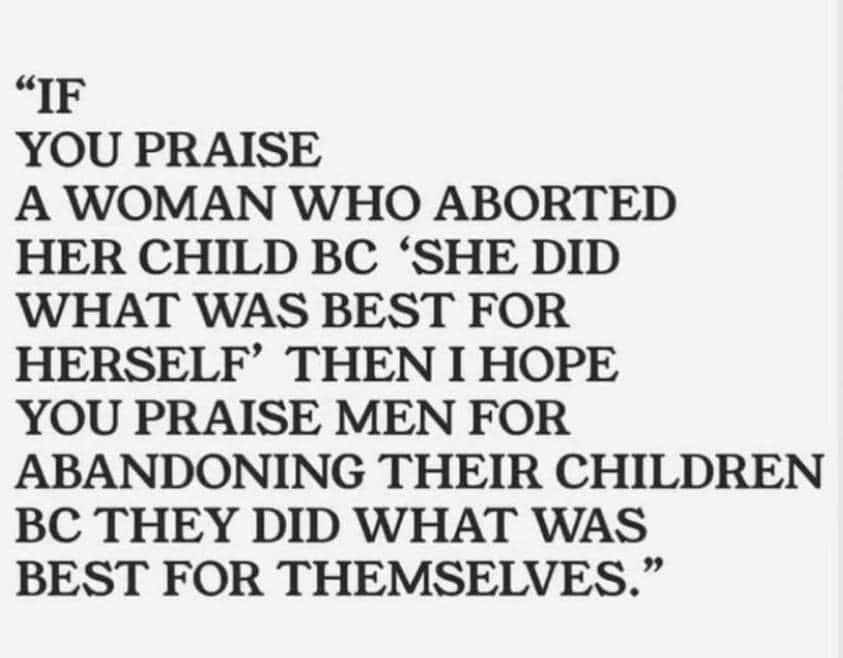 “IF
YOU PRAISE
A WOMAN WHO ABORTED
HER CHILD BC ‘SHE DID
WHAT WAS BEST FOR
HERSELF’ THEN I HOPE
YOU PRAISE MEN FOR
ABANDONING THEIR CHILDREN
BC THEY DID WHAT WAS
BEST FOR THEMSELVES.”